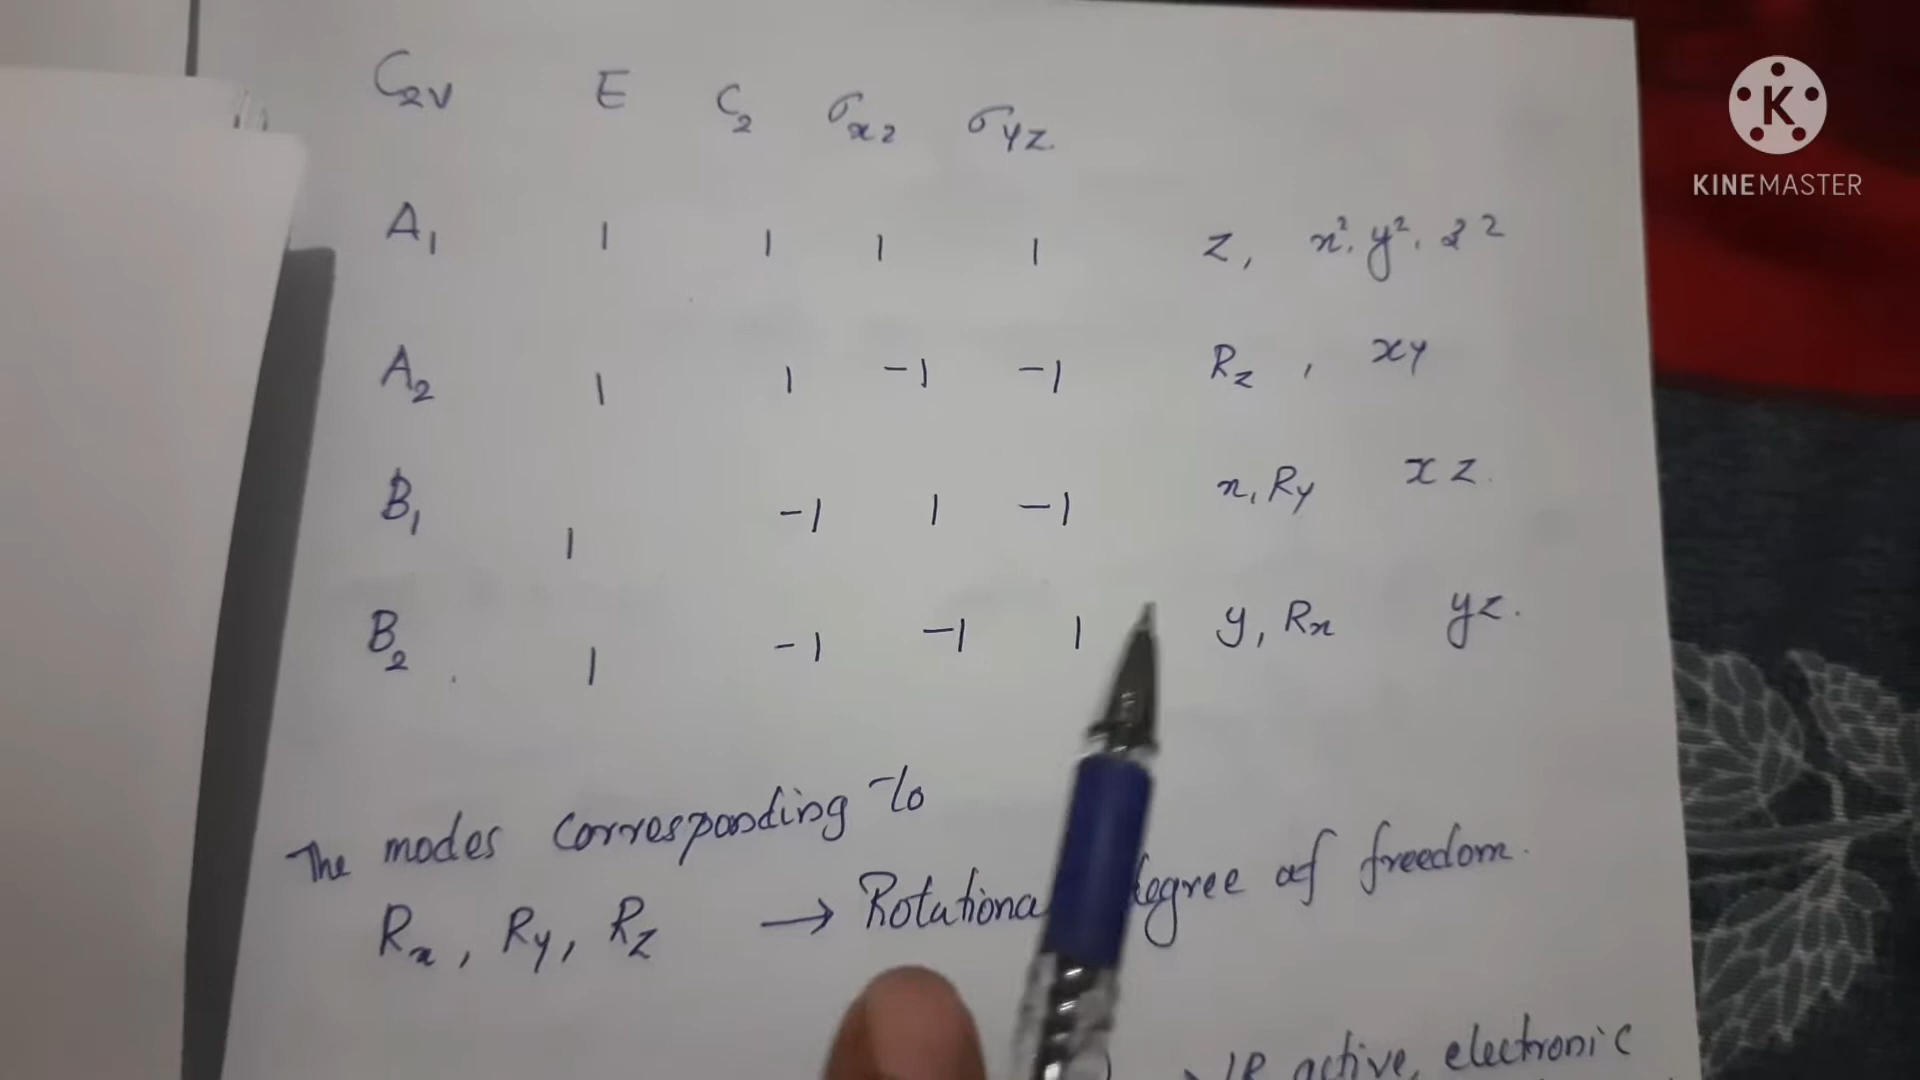 C₂v E C₂ σxz σyz
A₁ 1 1 1 1 z, x², y², z²
A₂ 1 1 -1 -1 Rz, xy
B₁ 1 -1 1 -1 x, Ry xz.
B₂ 1 -1 -1 1 y, Rx yz.
The modes corresponding to
Rx, Ry, Rz → Rotational degree of freedom.
IR active, electronic
KINEMASTER